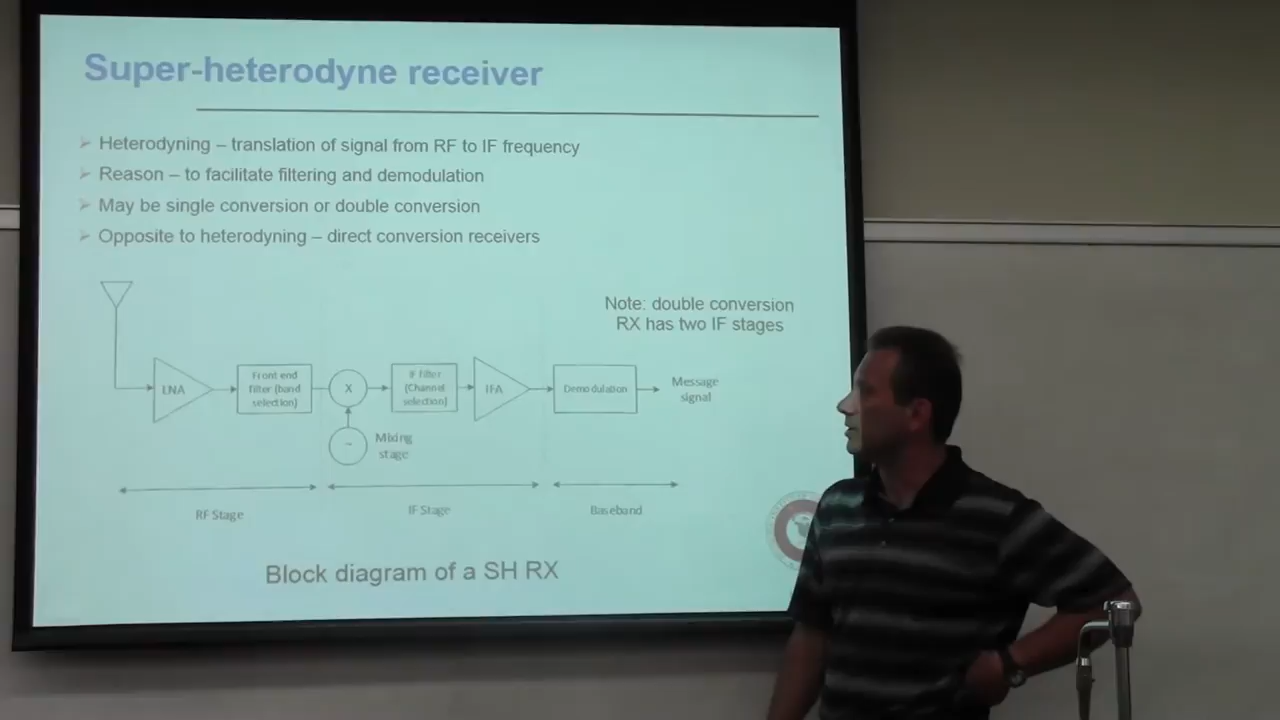 Super-heterodyne receiver
Heterodyning – translation of signal from RF to IF frequency
Reason – to facilitate filtering and demodulation
May be single conversion or double conversion
Opposite to heterodyning – direct conversion receivers
Note: double conversion
RX has two IF stages
LNA
Front end
filter (band
selection)
X
IF filter
(Channel
selection)
IFA
Demodulation
Message
signal
~
Mixing
stage
RF Stage
IF Stage
Baseband
Block diagram of a SH RX